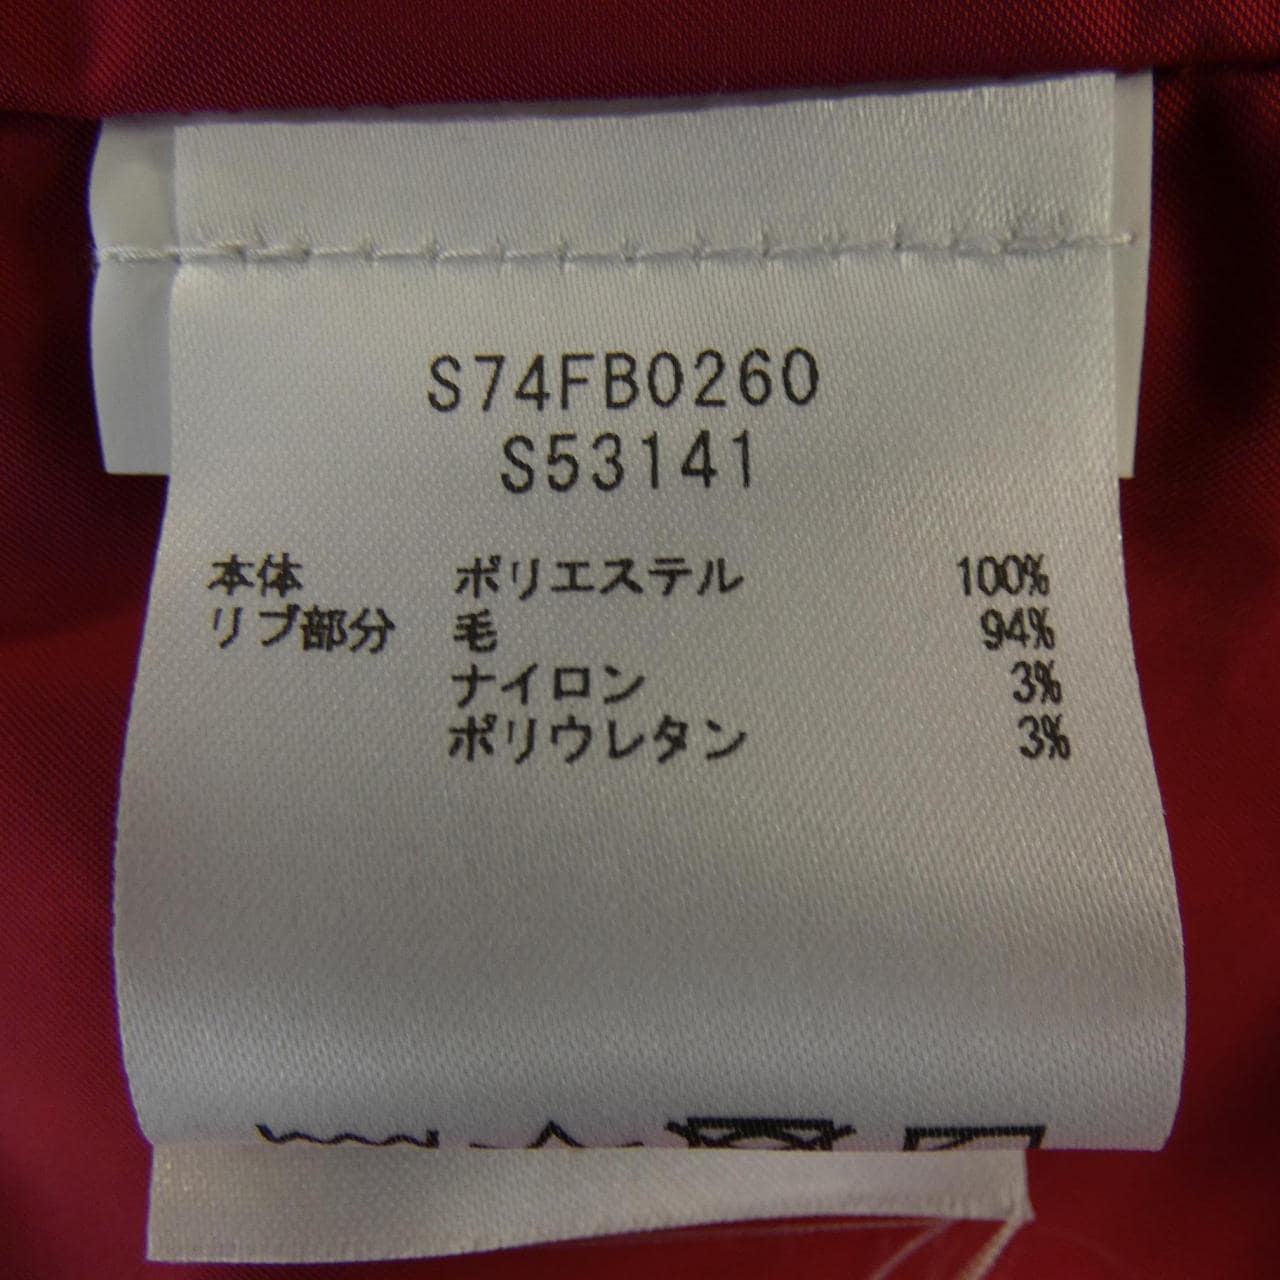 S74FB0260
S53141
本体 ポリエステル 100%
リブ部分 毛 94%
ナイロン 3%
ポリウレタン 3%